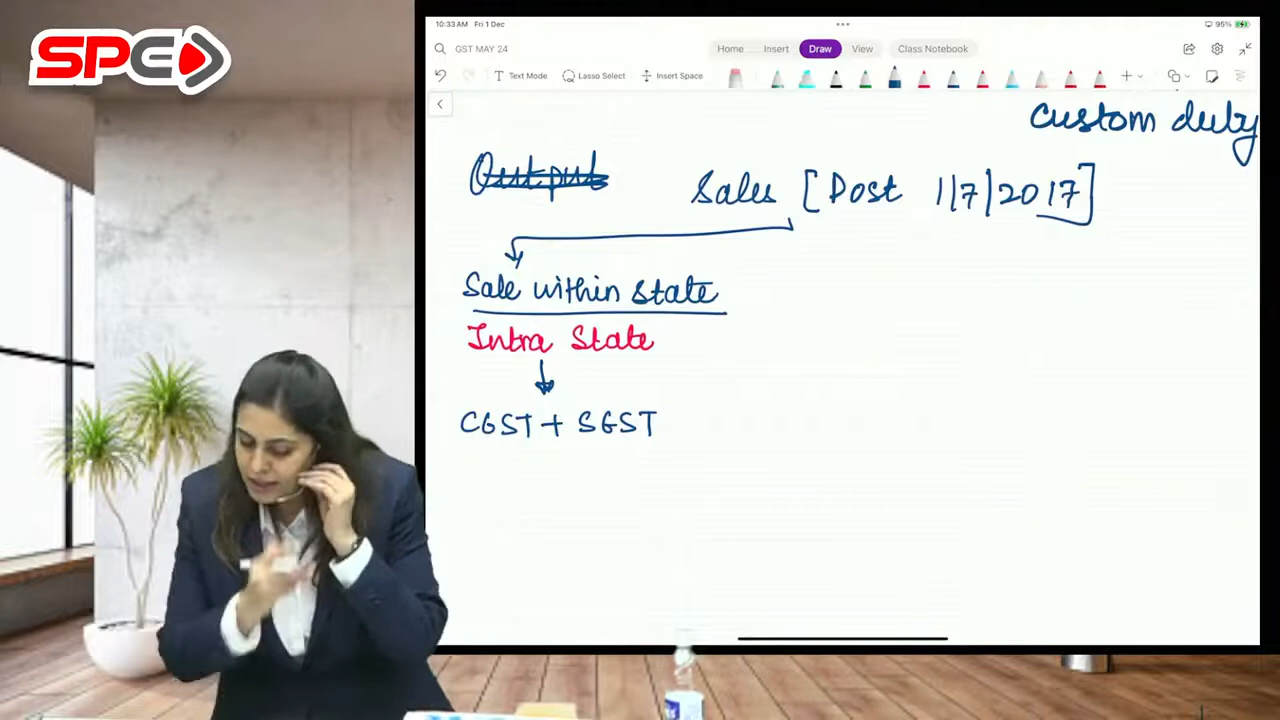 SPE
10:33 AM Fri 1 Dec
95%
GST MAY 24
Home Insert Draw View Class Notebook
Text Mode Lasso Select Insert Space
Custom duty
Output Sales [Post 1/7/2017]
Sale within state
Intra State
CGST + SGST